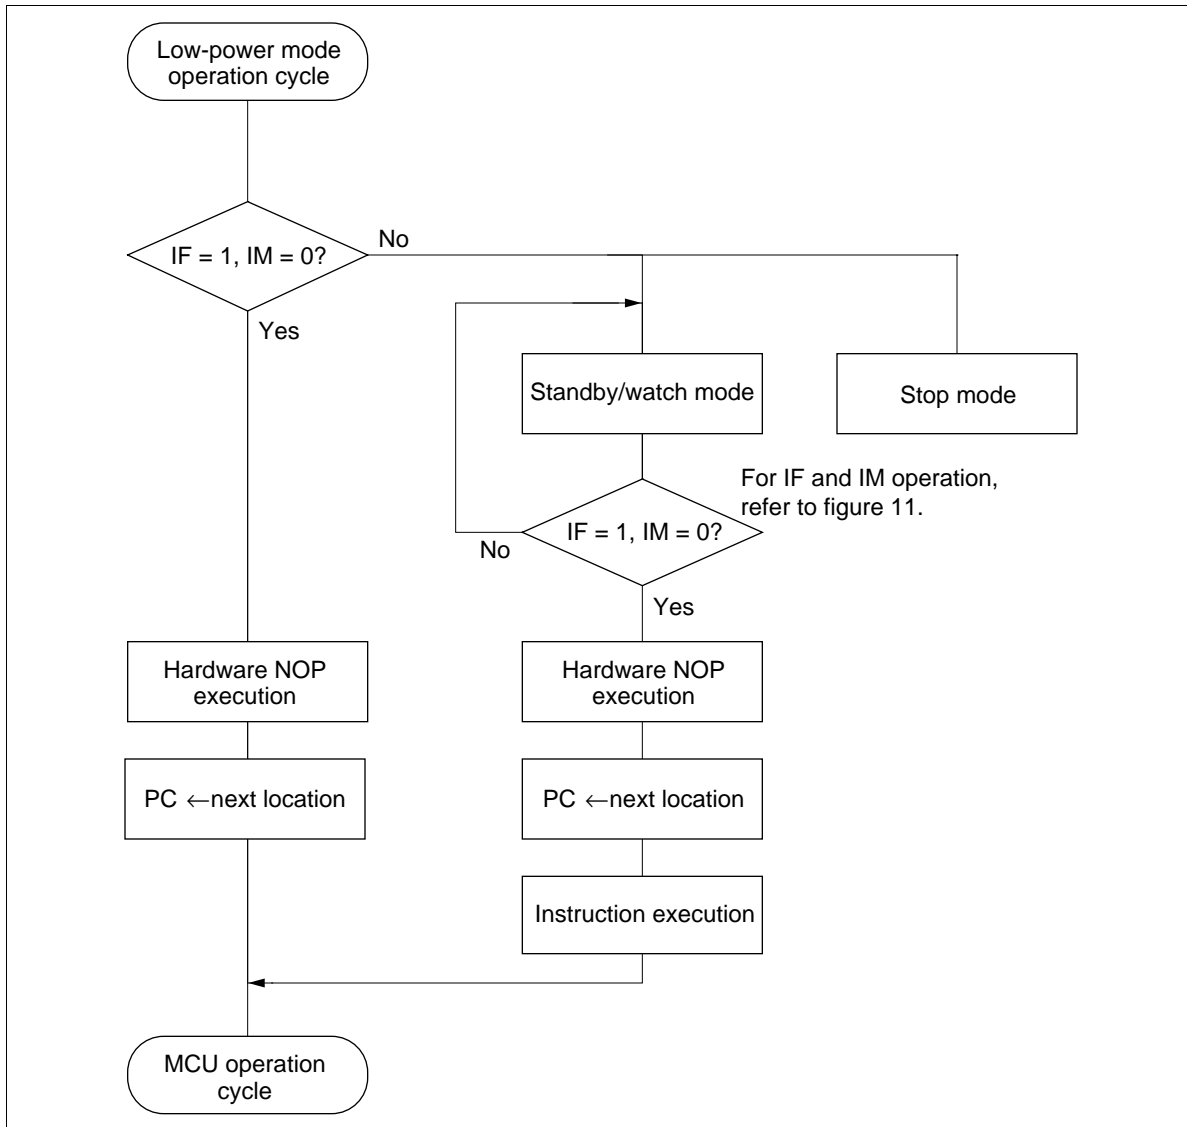 Low-power mode
operation cycle
IF = 1, IM = 0?
No
Yes
Standby/watch mode
Stop mode
For IF and IM operation,
refer to figure 11.
IF = 1, IM = 0?
No
Yes
Hardware NOP
execution
Hardware NOP
execution
PC ←next location
PC ←next location
Instruction execution
MCU operation
cycle